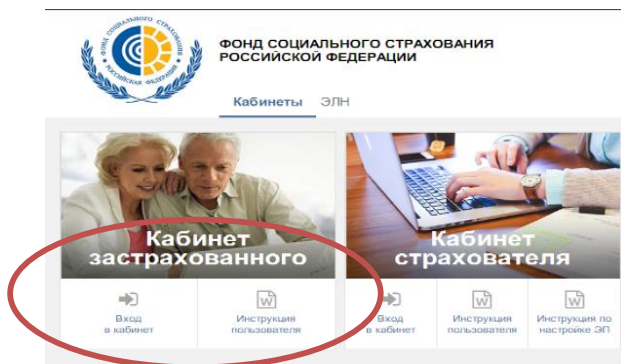 ФОНД СОЦИАЛЬНОГО СТРАХОВАНИЯ
РОССИЙСКОЙ ФЕДЕРАЦИИ
Кабинеты ЭЛН
Кабинет
застрахованного
Вход
в кабинет
Инструкция
пользователя
Кабинет
страхователя
Вход
в кабинет
Инструкция
пользователя
Инструкция по
настройке ЭП